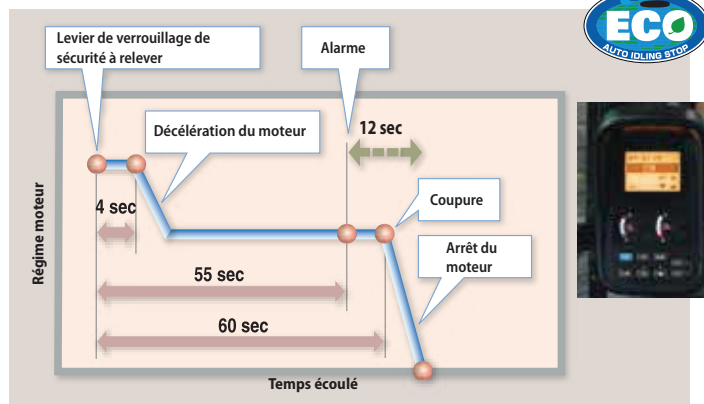 Levier de verrouillage de
sécurité à relever
Alarme
ECO
AUTO IDLING STOP
Décélération du moteur
12 sec
4 sec
Coupure
Arrêt du
moteur
55 sec
60 sec
Régime moteur
Temps écoulé